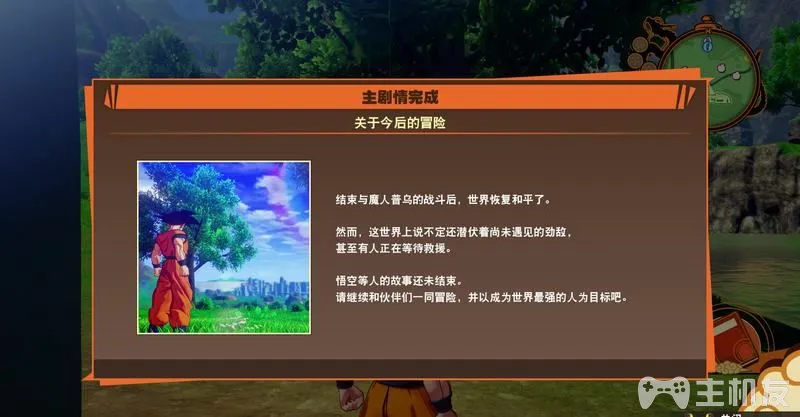 主剧情完成
关于今后的冒险
结束与魔人普乌的战斗后，世界恢复和平了。
然而，这世界上说不定还潜伏着尚未遇见的劲敌，
甚至有人正在等待救援。
悟空等人的故事还未结束。
请继续和伙伴们一同冒险，并以成为世界最强的人为目标吧。
主机友